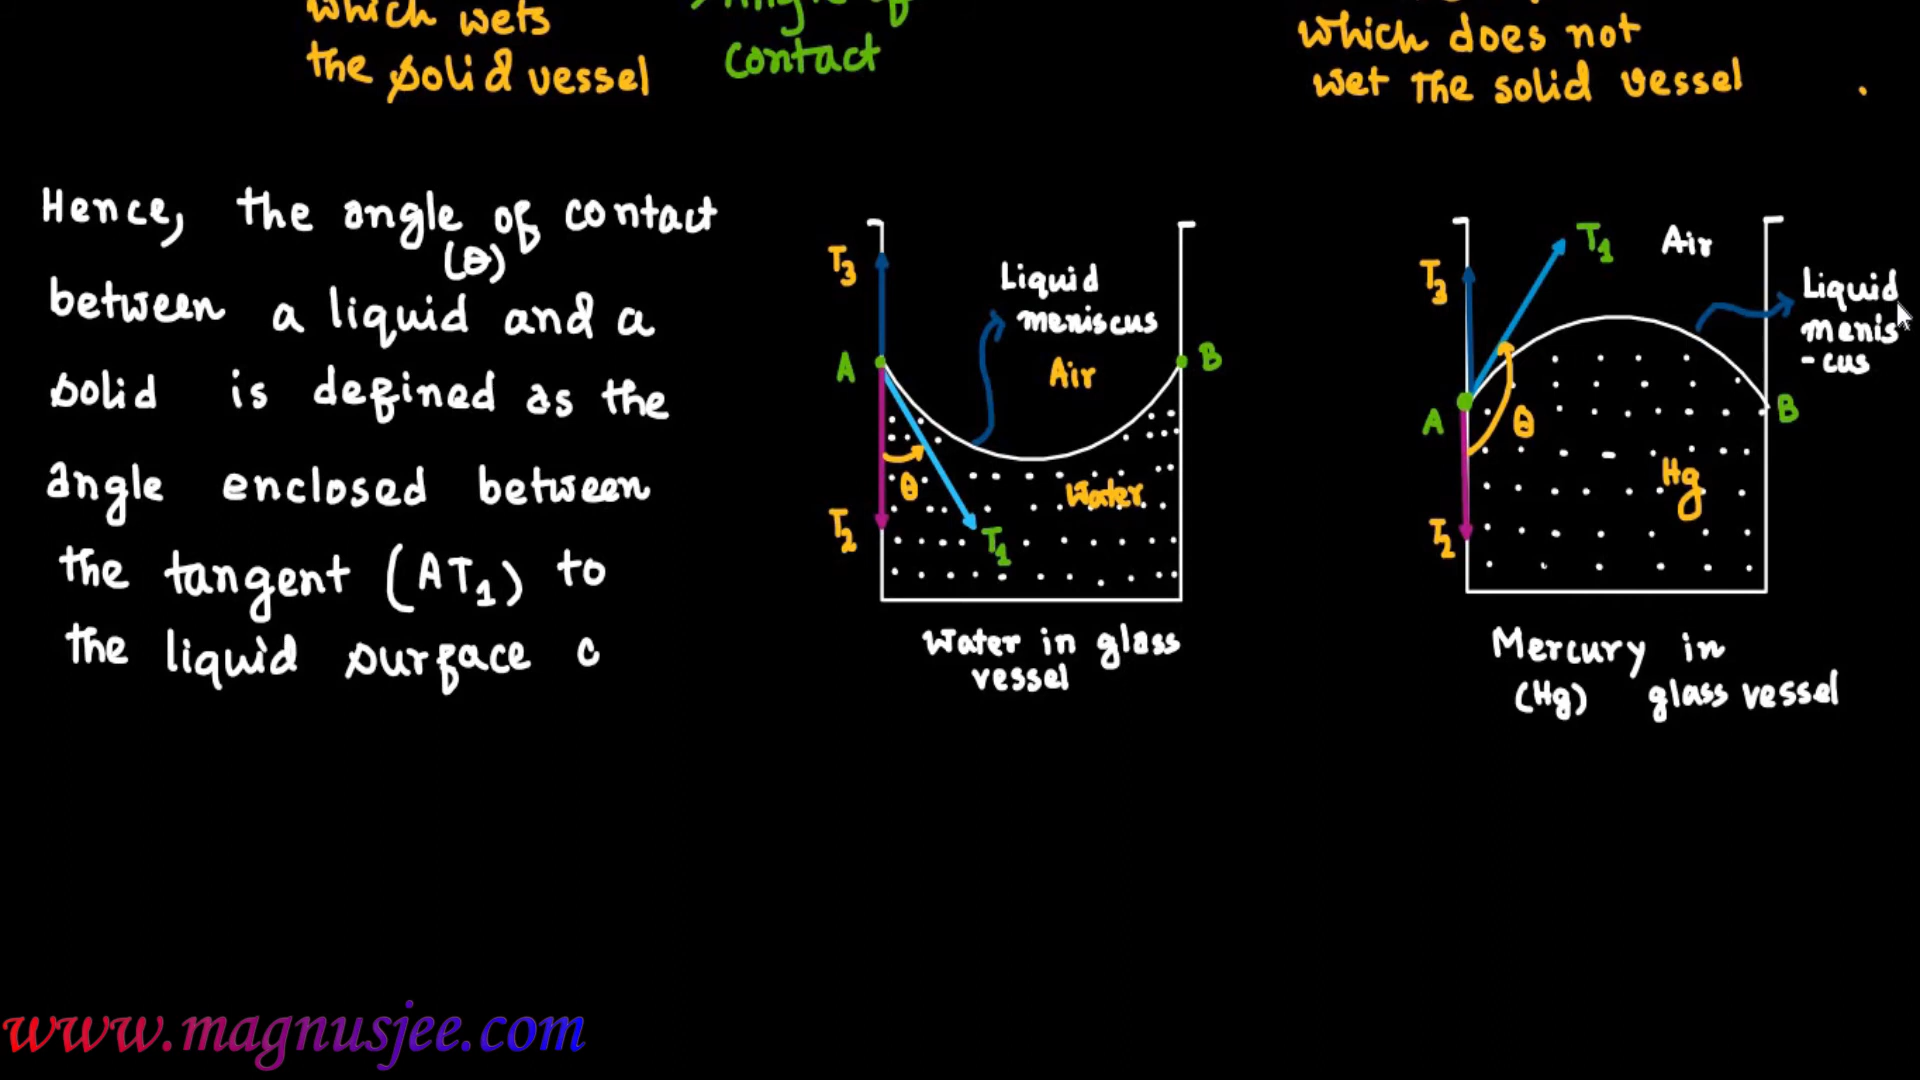 which wets
the solid vessel
Angle of
contact
which does not
wet the solid vessel .
Hence, the angle of contact
(θ)
between a liquid and a
solid is defined as the
angle enclosed between
the tangent (AT₁) to
the liquid surface
T₃
Liquid
meniscus
Air
A
B
θ
Water
T₂
T₁
Water in glass
vessel
T₁
Air
T₃
Liquid
menis
-cus
A
θ
B
Hg
T₂
Mercury in
(Hg) glass vessel
www.magnusjee.com